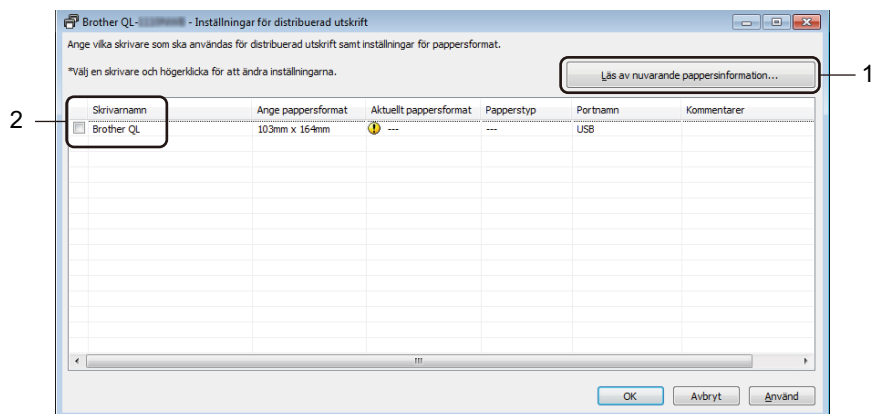 Brother QL- - Inställningar för distribuerad utskrift
Ange vilka skrivare som ska användas för distribuerad utskrift samt inställningar för pappersformat.
*Välj en skrivare och högerklicka för att ändra inställningarna.
Läs av nuvarande pappersinformation...
1
2
Skrivarnamn Ange pappersformat Aktuellt pappersformat Papperstyp Portnamn Kommentarer
Brother QL 103mm x 164mm --- --- USB
OK Avbryt Använd